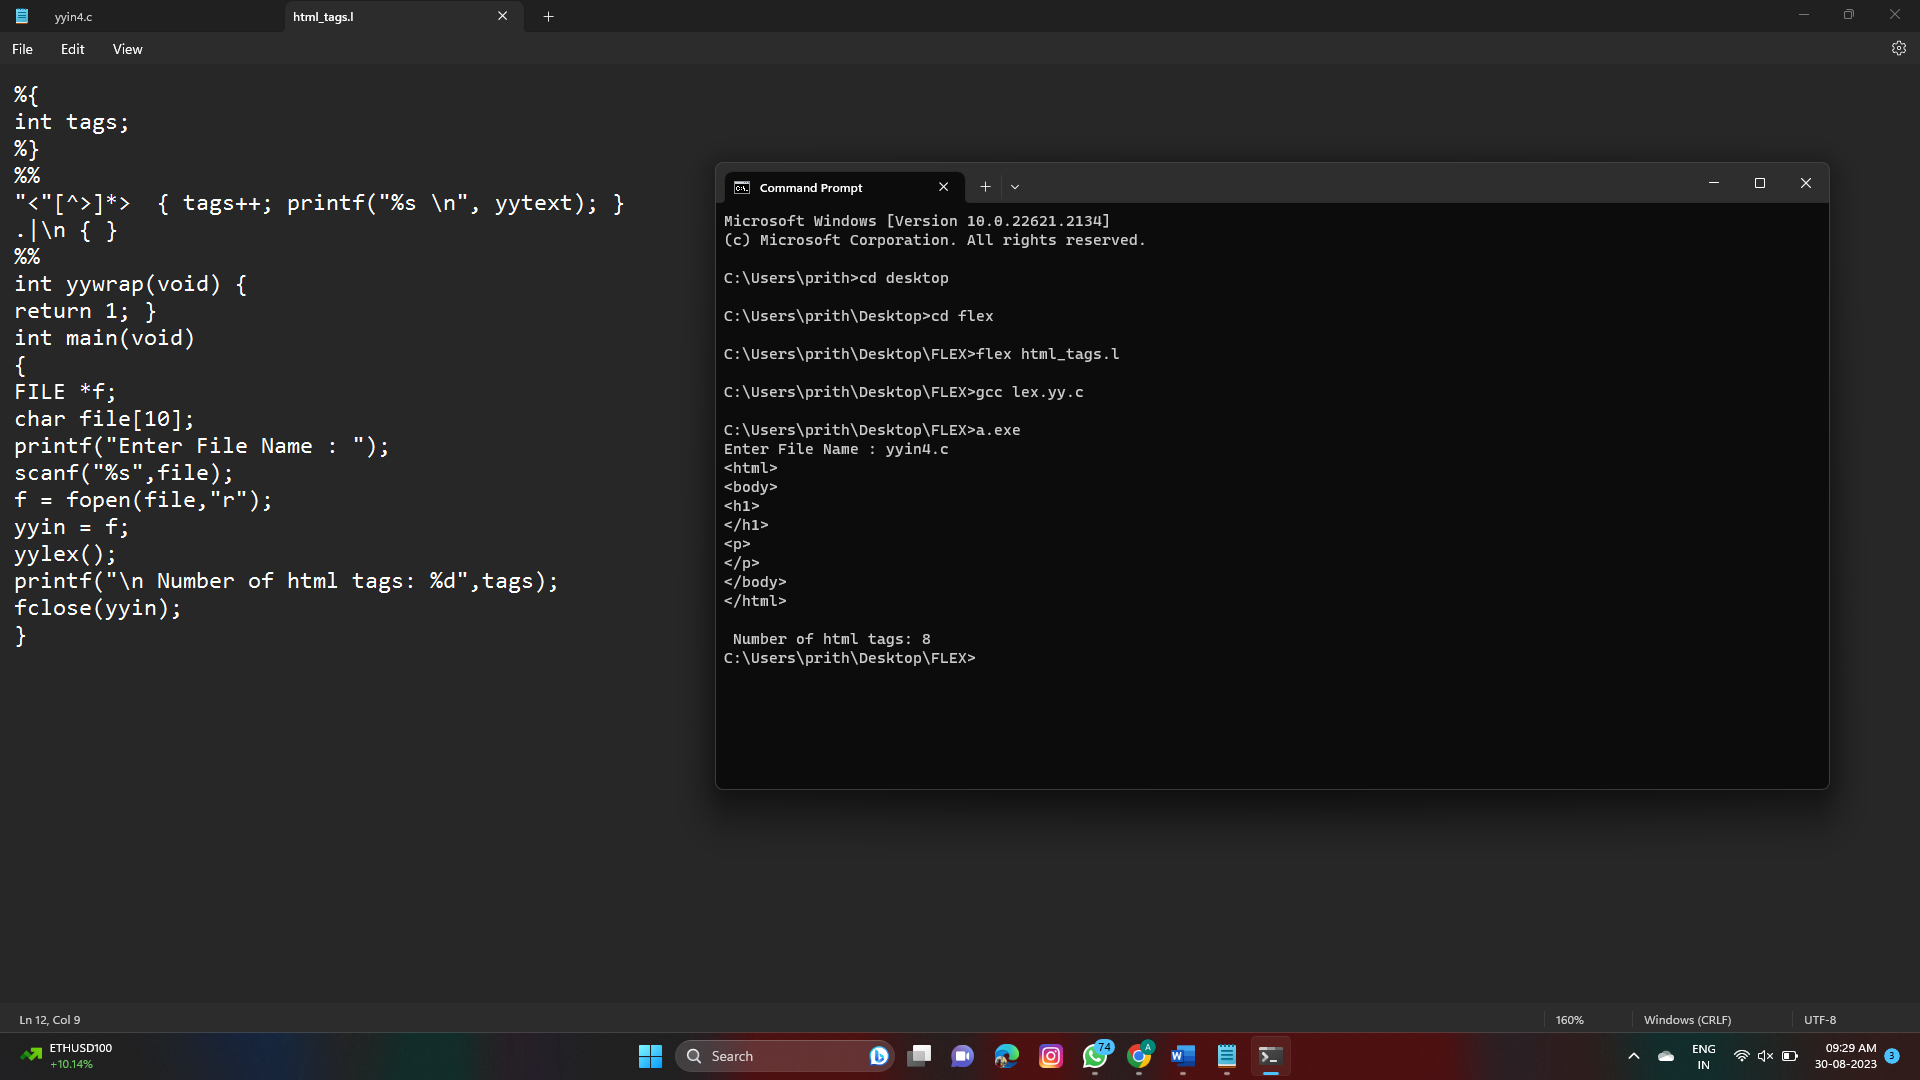 yyin4.c
html_tags.l
File Edit View
%{
int tags;
%}
%%
"<"[^>]*>  { tags++; printf("%s \n", yytext); }
.|\n { }
%%
int yywrap(void) {
return 1; }
int main(void)
{
FILE *f;
char file[10];
printf("Enter File Name : ");
scanf("%s",file);
f = fopen(file,"r");
yyin = f;
yylex();
printf("\n Number of html tags: %d",tags);
fclose(yyin);
}
Command Prompt
Microsoft Windows [Version 10.0.22621.2134]
(c) Microsoft Corporation. All rights reserved.
C:\Users\prith>cd desktop
C:\Users\prith\Desktop>cd flex
C:\Users\prith\Desktop\FLEX>flex html_tags.l
C:\Users\prith\Desktop\FLEX>gcc lex.yy.c
C:\Users\prith\Desktop\FLEX>a.exe
Enter File Name : yyin4.c
<html>
<body>
<h1>
</h1>
<p>
</p>
</body>
</html>
 Number of html tags: 8
C:\Users\prith\Desktop\FLEX>
Ln 12, Col 9
160%
Windows (CRLF)
UTF-8
ETHUSD100
+10.14%
Search
74
A
ENG
IN
09:29 AM
30-08-2023
3